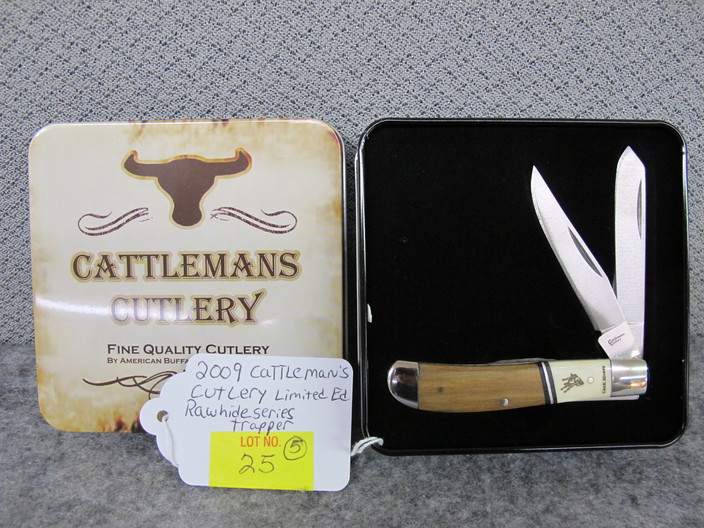 CATTLEMANS
CUTLERY
FINE QUALITY CUTLERY
BY AMERICAN
2009 CaTTleman's
CUTLery Limited Ed
Rawhide series
Trapper
LOT NO. 5
25